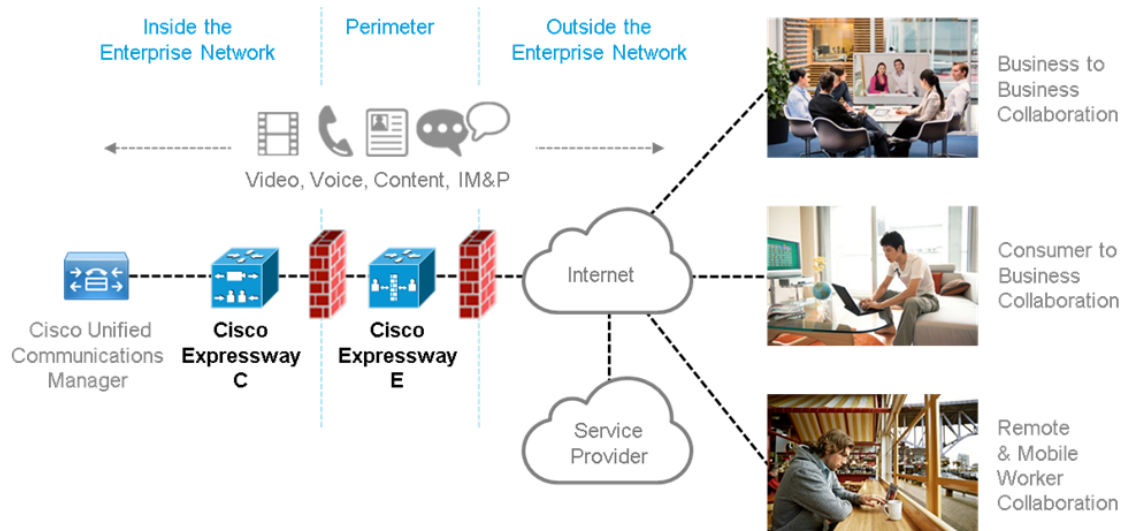 Inside the
Enterprise Network
Perimeter
Outside the
Enterprise Network
Video, Voice, Content, IM&P
Business to
Business
Collaboration
Internet
Consumer to
Business
Collaboration
Cisco Unified
Communications
Manager
Cisco
Expressway
C
Cisco
Expressway
E
Service
Provider
Remote
& Mobile
Worker
Collaboration